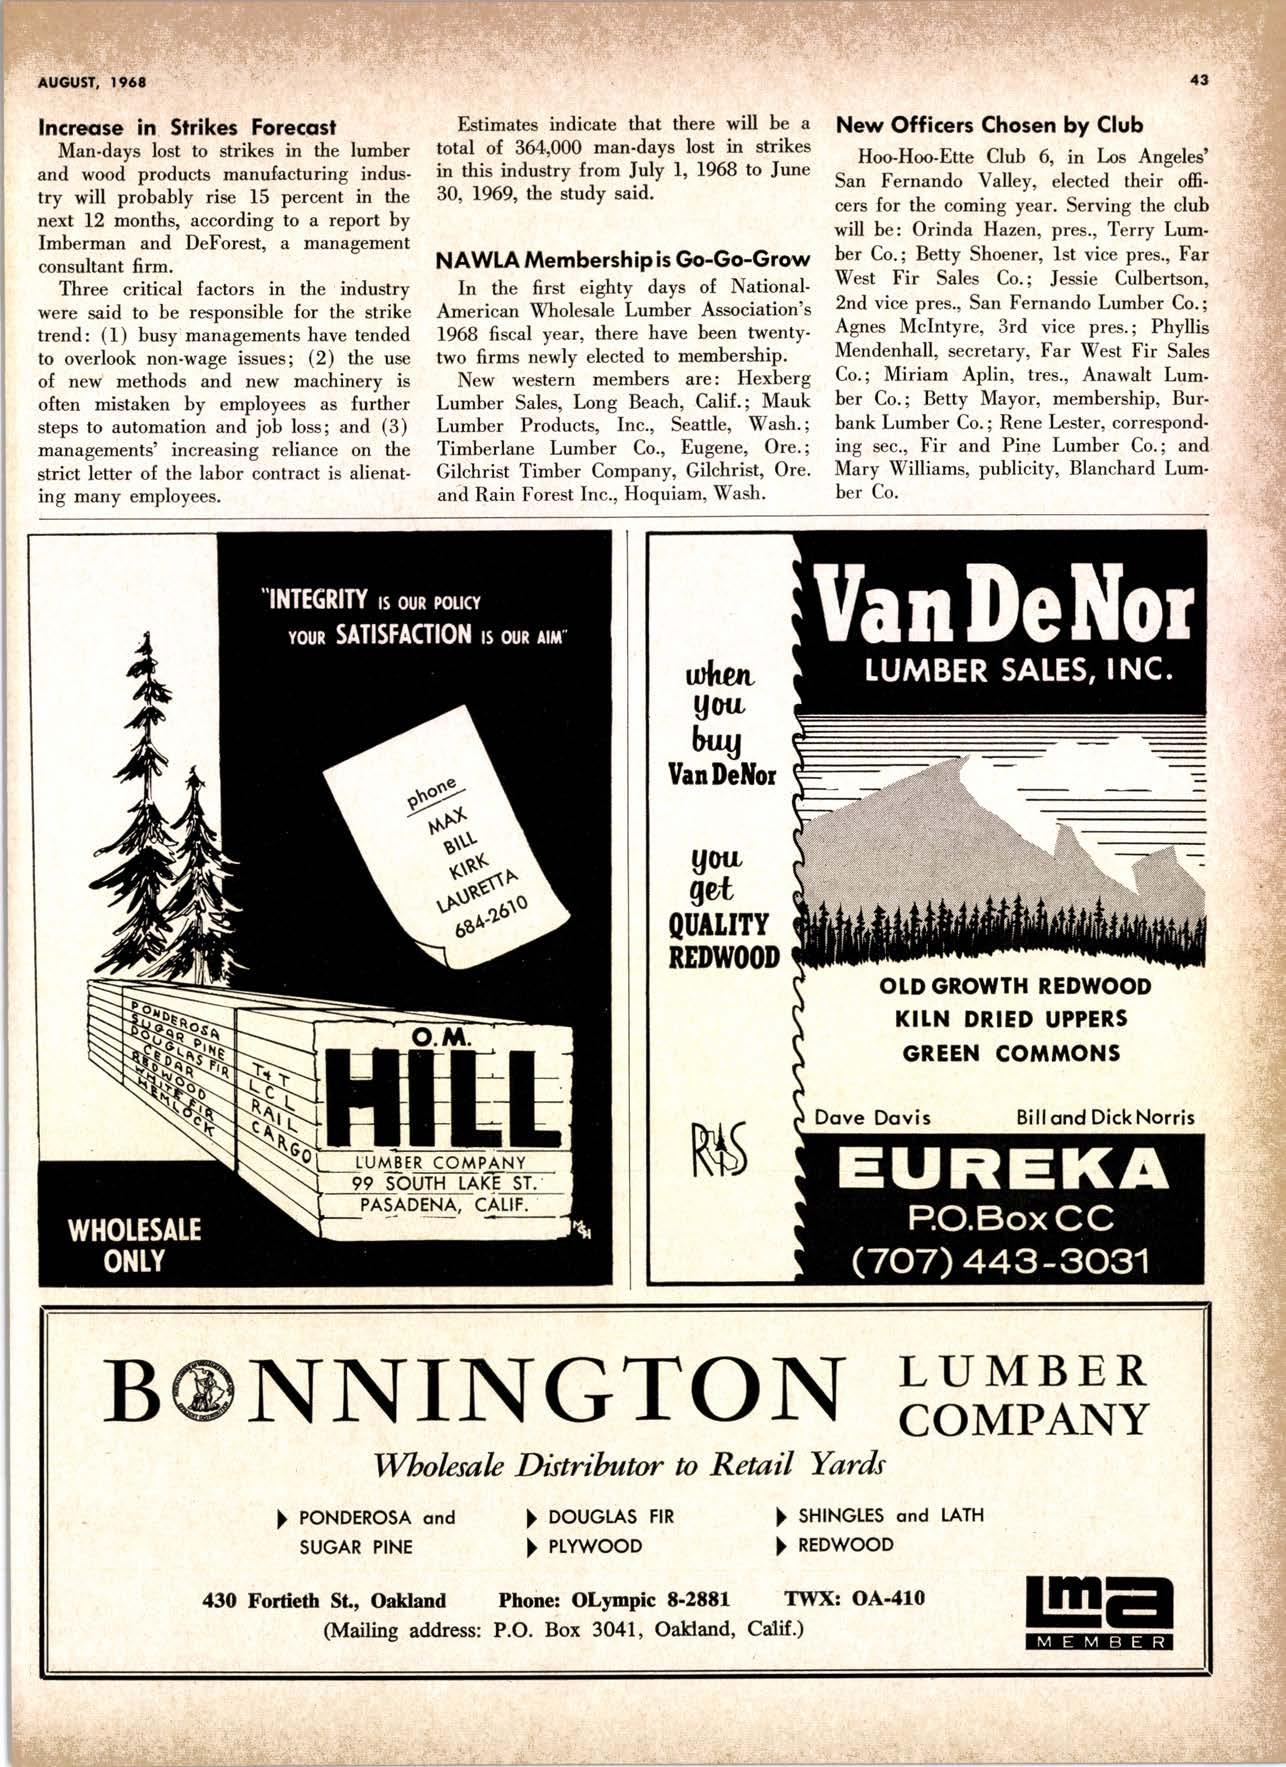 AUGUST, 1968
43
Increase in Strikes Forecast
Man-days lost to strikes in the lumber
and wood products manufacturing indus-
try will probably rise 15 percent in the
next 12 months, according to a report by
Imberman and DeForest, a management
consultant firm.
Three critical factors in the industry
were said to be responsible for the strike
trend: (1) busy managements have tended
to overlook non-wage issues; (2) the use
of new methods and new machinery is
often mistaken by employees as further
steps to automation and job loss; and (3)
managements' increasing reliance on the
strict letter of the labor contract is alienat-
ing many employees.
Estimates indicate that there will be a
total of 364,000 man-days lost in strikes
in this industry from July 1, 1968 to June
30, 1969, the study said.
NAWLA Membership is Go-Go-Grow
In the first eighty days of National-
American Wholesale Lumber Association's
1968 fiscal year, there have been twenty-
two firms newly elected to membership.
New western members are: Hexberg
Lumber Sales, Long Beach, Calif.; Mauk
Lumber Products, Inc., Seattle, Wash.;
Timberlane Lumber Co., Eugene, Ore.;
Gilchrist Timber Company, Gilchrist, Ore.
and Rain Forest Inc., Hoquiam, Wash.
New Officers Chosen by Club
Hoo-Hoo-Ette Club 6, in Los Angeles'
San Fernando Valley, elected their offi-
cers for the coming year. Serving the club
will be: Orinda Hazen, pres., Terry Lum-
ber Co.; Betty Shoener, 1st vice pres., Far
West Fir Sales Co.; Jessie Culbertson,
2nd vice pres., San Fernando Lumber Co.;
Agnes McIntyre, 3rd vice pres.; Phyllis
Mendenhall, secretary, Far West Fir Sales
Co.; Miriam Aplin, tres., Anawalt Lum-
ber Co.; Betty Mayor, membership, Bur-
bank Lumber Co.; Rene Lester, correspond-
ing sec., Fir and Pine Lumber Co.; and
Mary Williams, publicity, Blanchard Lum-
ber Co.
"INTEGRITY IS OUR POLICY
YOUR SATISFACTION IS OUR AIM"
phone
MAX
BILL
KIRK
LAURETTA
684-2610
PONDEROSA
SUGAR PINE
DOUGLAS FIR
CEDAR
REDWOOD
WHITE FIR
HEMLOCK
T & T
L C L
RAIL
CARGO
O.M.
HILL
LUMBER COMPANY
99 SOUTH LAKE ST.
PASADENA, CALIF.
MGH
WHOLESALE
ONLY
when
you
buy
Van DeNor
you
get
QUALITY
REDWOOD
Van De Nor
LUMBER SALES, INC.
OLD GROWTH REDWOOD
KILN DRIED UPPERS
GREEN COMMONS
Dave Davis Bill and Dick Norris
EUREKA
P.O. Box CC
(707) 443-3031
BONNINGTON LUMBER
COMPANY
Wholesale Distributor to Retail Yards
PONDEROSA and
SUGAR PINE
DOUGLAS FIR
PLYWOOD
SHINGLES and LATH
REDWOOD
430 Fortieth St., Oakland Phone: OLympic 8-2881 TWX: OA-410
(Mailing address: P.O. Box 3041, Oakland, Calif.)
Lma
MEMBER